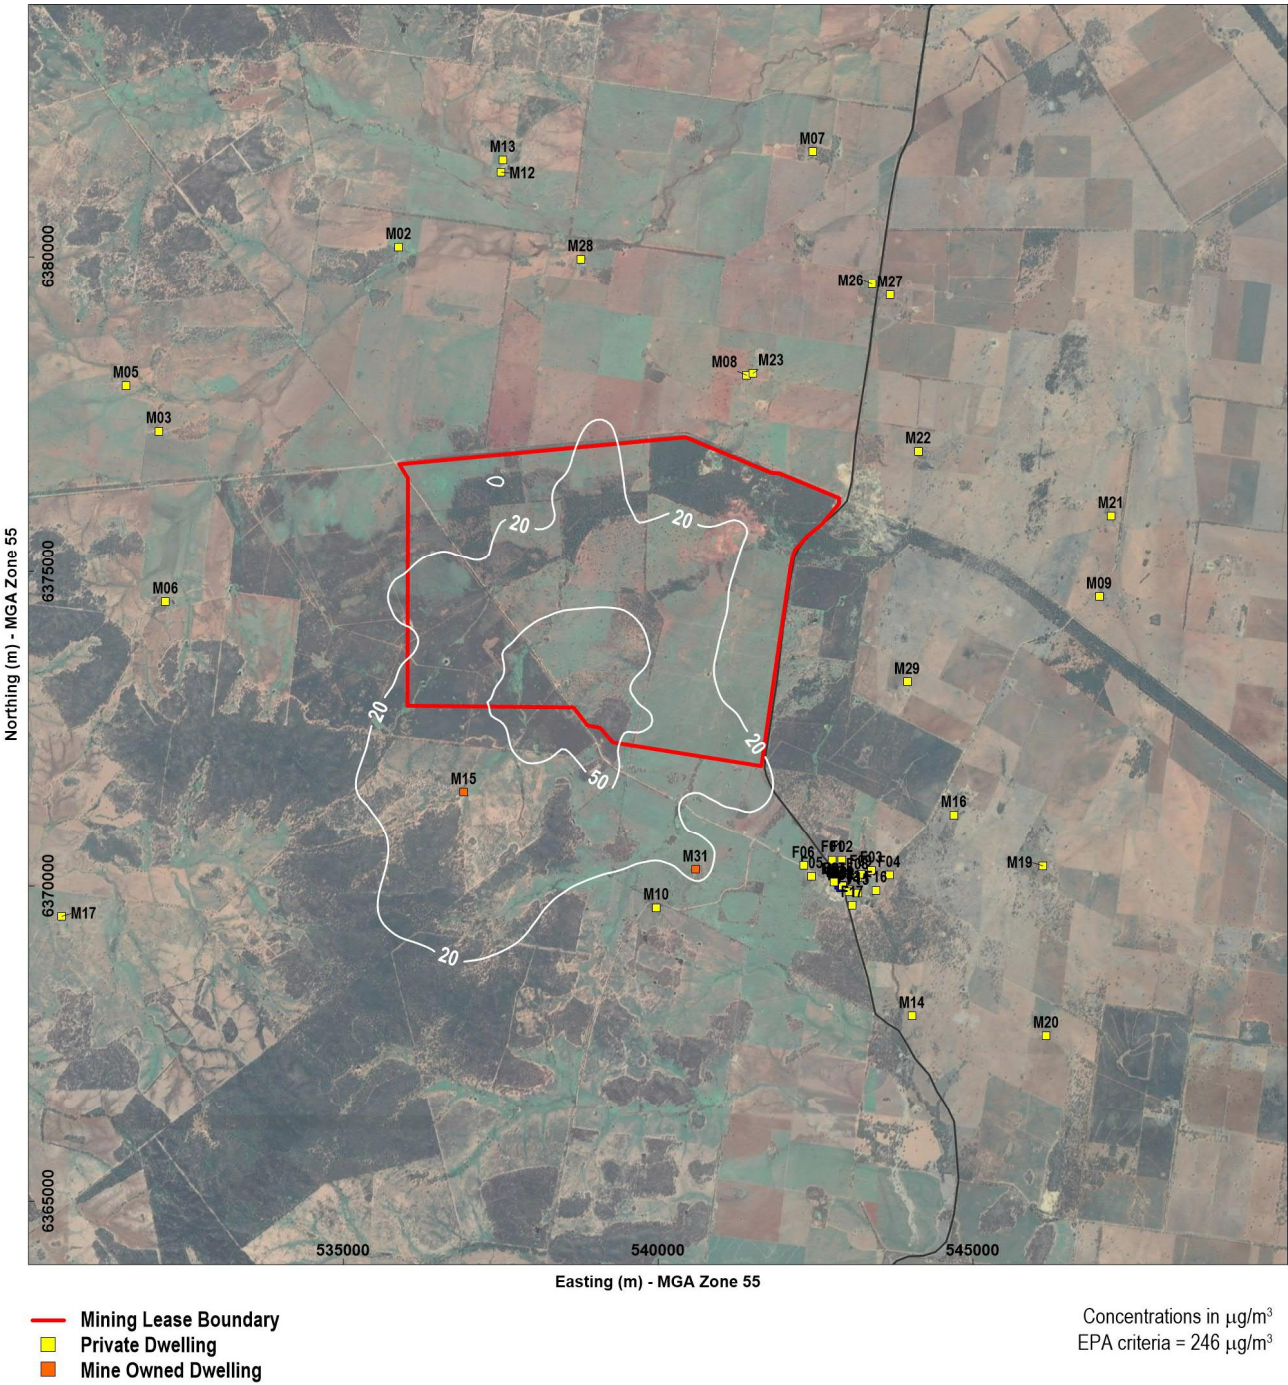 M13
M12
M07
M02
M28
M26 M27
M05
M08 M23
M03
M22
20
20
M21
M06
M09
M29
20
20
50
M15
M16
M31
F06
F02
F03
F04
F05
F16
M19
M10
M17
20
M14
M20
6380000
6375000
6370000
6365000
Northing (m) - MGA Zone 55
535000 540000 545000
Easting (m) - MGA Zone 55
Mining Lease Boundary
Private Dwelling
Mine Owned Dwelling
Concentrations in μg/m³
EPA criteria = 246 μg/m³